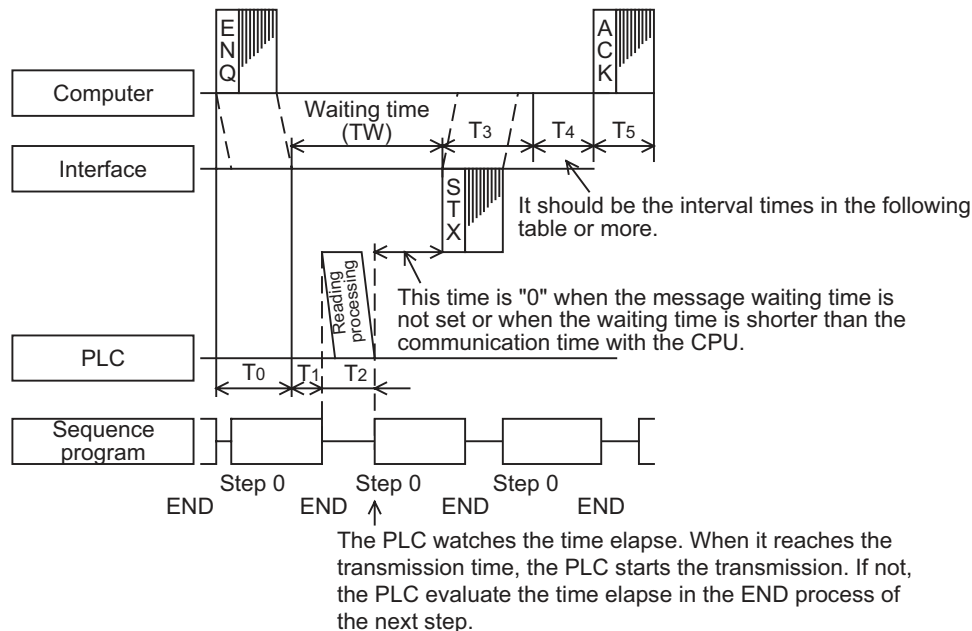 ENQ
ACK
Computer
Waiting time
(TW)
T3
T4
T5
Interface
STX
It should be the interval times in the following
table or more.
Reading
processing
This time is "0" when the message waiting time is
not set or when the waiting time is shorter than the
communication time with the CPU.
PLC
T0
T1
T2
Sequence
program
Step 0
Step 0
Step 0
END
END
END
END
The PLC watches the time elapse. When it reaches the
transmission time, the PLC starts the transmission. If not,
the PLC evaluate the time elapse in the END process of
the next step.